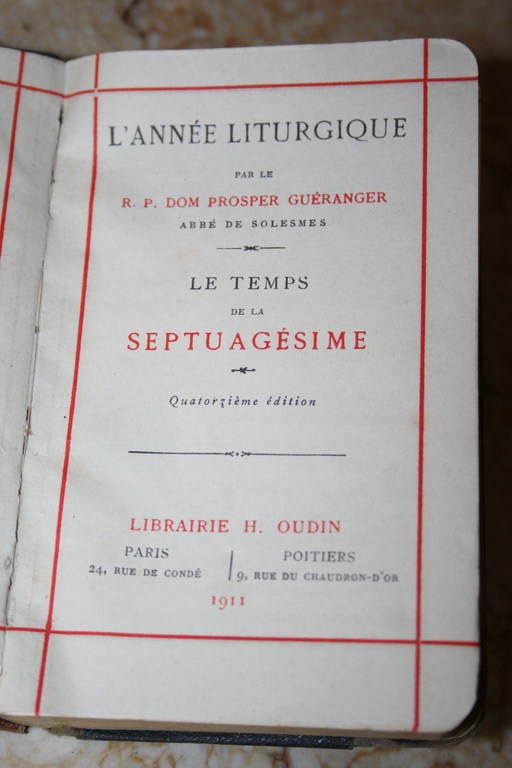 L'ANNÉE LITURGIQUE
PAR LE
R. P. DOM PROSPER GUÉRANGER
ABBÉ DE SOLESMES
LE TEMPS
DE LA
SEPTUAGÉSIME
Quatorzième édition
LIBRAIRIE H. OUDIN
PARIS
24, RUE DE CONDÉ
POITIERS
9, RUE DU CHAUDRON-D'OR
1911